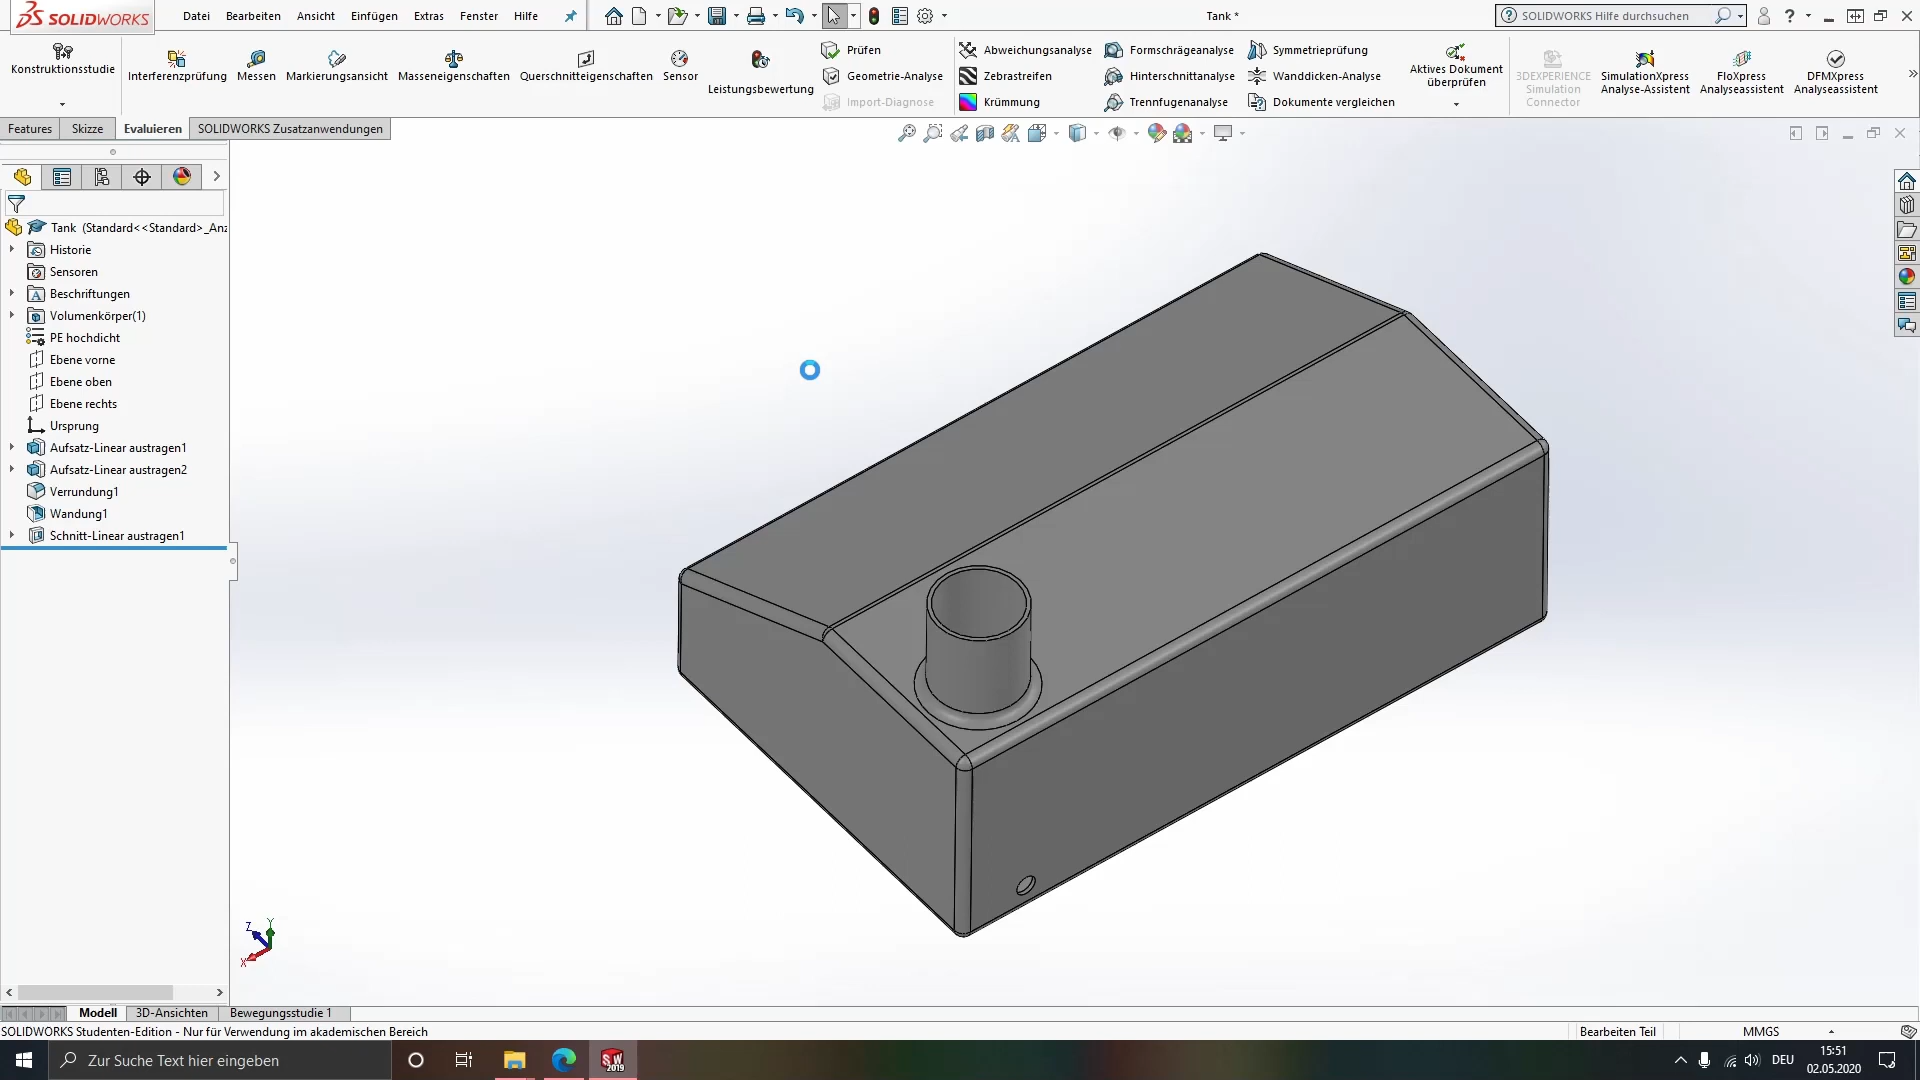 SOLIDWORKS
Datei Bearbeiten Ansicht Einfügen Extras Fenster Hilfe
Tank *
SOLIDWORKS Hilfe durchsuchen
Konstruktionsstudie
Interferenzprüfung
Messen
Markierungsansicht
Masseneigenschaften
Querschnitteigenschaften
Sensor
Leistungsbewertung
Prüfen
Geometrie-Analyse
Import-Diagnose
Abweichungsanalyse
Zebrastreifen
Krümmung
Formschrägeanalyse
Hinterschnittanalyse
Trennfugenanalyse
Symmetrieprüfung
Wanddicken-Analyse
Dokumente vergleichen
Aktives Dokument
überprüfen
3DEXPERIENCE
Simulation
Connector
SimulationXpress
Analyse-Assistent
FloXpress
Analyseassistent
DFMXpress
Analyseassistent
Features Skizze Evaluieren SOLIDWORKS Zusatzanwendungen
Tank (Standard<<Standard>_Anz
Historie
Sensoren
Beschriftungen
Volumenkörper(1)
PE hochdicht
Ebene vorne
Ebene oben
Ebene rechts
Ursprung
Aufsatz-Linear austragen1
Aufsatz-Linear austragen2
Verrundung1
Wandung1
Schnitt-Linear austragen1
Z
Y
X
Modell 3D-Ansichten Bewegungsstudie 1
SOLIDWORKS Studenten-Edition - Nur für Verwendung im akademischen Bereich
Bearbeiten Teil
MMGS
Zur Suche Text hier eingeben
SW
2019
DEU
15:51
02.05.2020